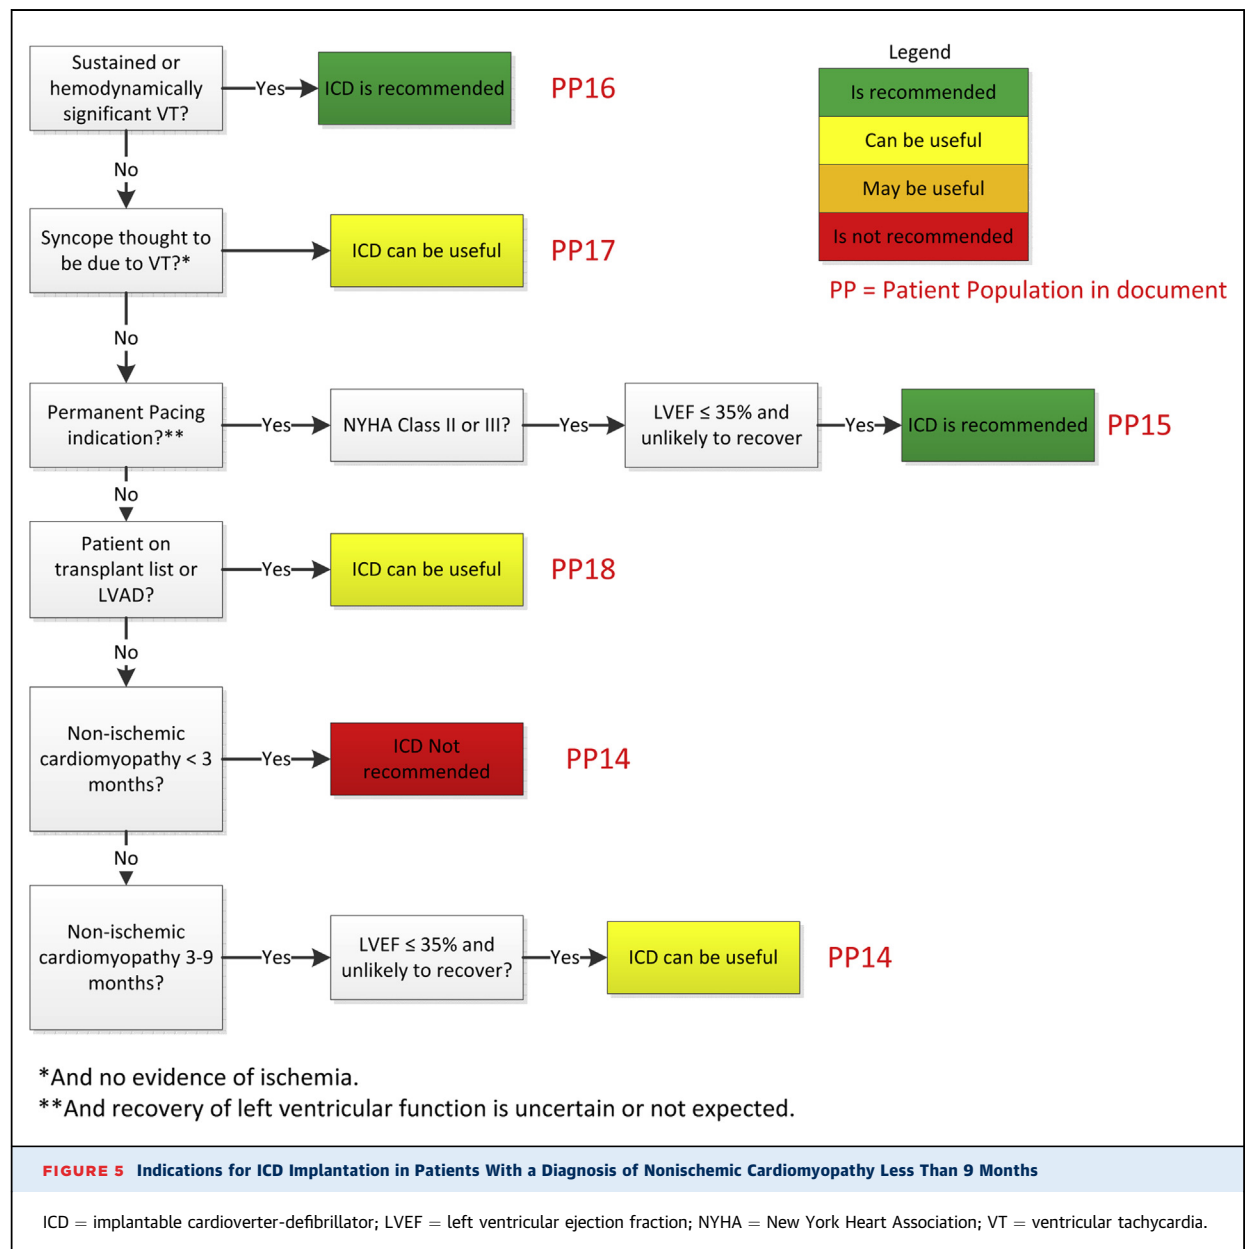 Sustained or
hemodynamically
significant VT?
Yes
ICD is recommended
PP16
Legend
Is recommended
Can be useful
May be useful
Is not recommended
PP = Patient Population in document
No
Syncope thought to
be due to VT?*
ICD can be useful
PP17
No
Permanent Pacing
indication?**
Yes
NYHA Class II or III?
Yes
LVEF ≤ 35% and
unlikely to recover
Yes
ICD is recommended
PP15
No
Patient on
transplant list or
LVAD?
Yes
ICD can be useful
PP18
No
Non-ischemic
cardiomyopathy < 3
months?
Yes
ICD Not
recommended
PP14
No
Non-ischemic
cardiomyopathy 3-9
months?
Yes
LVEF ≤ 35% and
unlikely to recover?
Yes
ICD can be useful
PP14
*And no evidence of ischemia.
**And recovery of left ventricular function is uncertain or not expected.
FIGURE 5 Indications for ICD Implantation in Patients With a Diagnosis of Nonischemic Cardiomyopathy Less Than 9 Months
ICD = implantable cardioverter-defibrillator; LVEF = left ventricular ejection fraction; NYHA = New York Heart Association; VT = ventricular tachycardia.